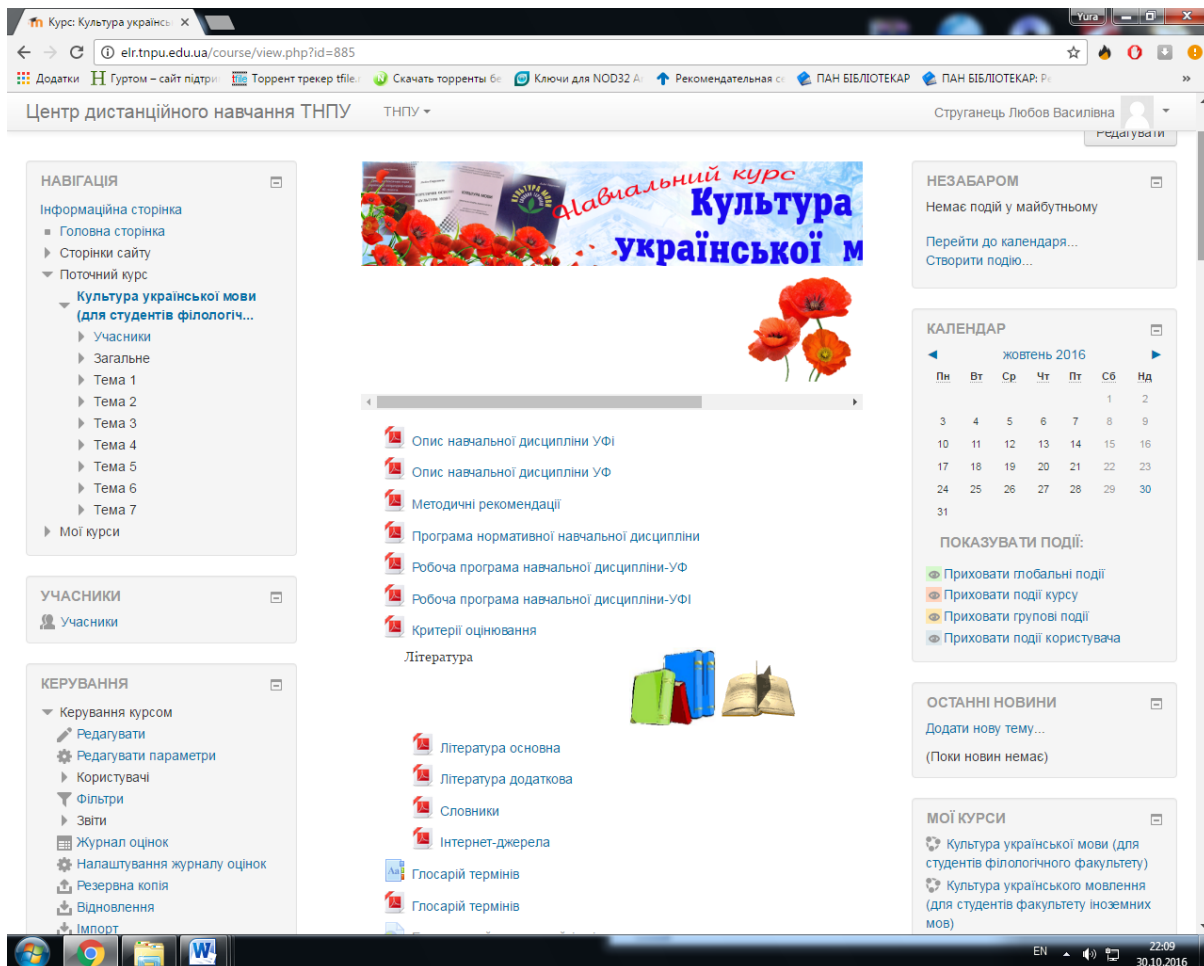 Курс: Культура українсь
Yura
elr.tnpu.edu.ua/course/view.php?id=885
Додатки
Гуртом – сайт підтри
Торрент трекер tfile.
Скачать торренты бе
Ключи для NOD32 А
Рекомендательная с
ПАН БІБЛІОТЕКАР
ПАН БІБЛІОТЕКАР: Р
»
Центр дистанційного навчання ТНПУ
ТНПУ
Струганець Любов Василівна
Редагувати
НАВІГАЦІЯ
Інформаційна сторінка
Головна сторінка
Сторінки сайту
Поточний курс
Культура української мови
(для студентів філологіч...
Учасники
Загальне
Тема 1
Тема 2
Тема 3
Тема 4
Тема 5
Тема 6
Тема 7
Мої курси
УЧАСНИКИ
Учасники
КЕРУВАННЯ
Керування курсом
Редагувати
Редагувати параметри
Користувачі
Фільтри
Звіти
Журнал оцінок
Налаштування журналу оцінок
Резервна копія
Відновлення
Імпорт
КУЛЬТУРА МОВИ
Навчальний курс
Культура
української м
Опис навчальної дисципліни УФі
Опис навчальної дисципліни УФ
Методичні рекомендації
Програма нормативної навчальної дисципліни
Робоча програма навчальної дисципліни-УФ
Робоча програма навчальної дисципліни-УФІ
Критерії оцінювання
Література
Література основна
Література додаткова
Словники
Інтернет-джерела
Глосарій термінів
Глосарій термінів
НЕЗАБАРОМ
Немає подій у майбутньому
Перейти до календаря...
Створити подію...
КАЛЕНДАР
жовтень 2016
Пн Вт Ср Чт Пт Сб Нд
1 2
3 4 5 6 7 8 9
10 11 12 13 14 15 16
17 18 19 20 21 22 23
24 25 26 27 28 29 30
31
ПОКАЗУВАТИ ПОДІЇ:
Приховати глобальні події
Приховати події курсу
Приховати групові події
Приховати події користувача
ОСТАННІ НОВИНИ
Додати нову тему...
(Поки новин немає)
МОЇ КУРСИ
Культура української мови (для
студентів філологічного факультету)
Культура українського мовлення
(для студентів факультету іноземних
мов)
EN
22:09
30.10.2016